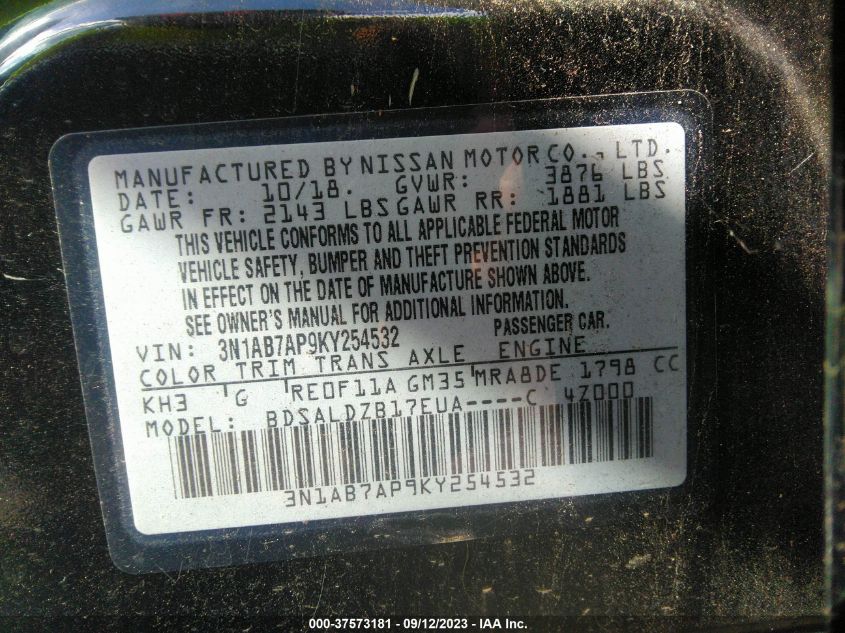 MANUFACTURED BY NISSAN MOTOR CO., LTD.
DATE: 10/18. GVWR: 3876 LBS
GAWR FR: 2143 LBS GAWR RR: 1881 LBS
THIS VEHICLE CONFORMS TO ALL APPLICABLE FEDERAL MOTOR
VEHICLE SAFETY, BUMPER AND THEFT PREVENTION STANDARDS
IN EFFECT ON THE DATE OF MANUFACTURE SHOWN ABOVE.
SEE OWNER'S MANUAL FOR ADDITIONAL INFORMATION.
VIN: 3N1AB7AP9KY254532 PASSENGER CAR.
COLOR TRIM TRANS AXLE ENGINE
KH3 G RE0F11A GM35 MRA8DE 1798 CC
MODEL: BDSALDZB17EUA----C 4Z000
3N1AB7AP9KY254532
000-37573181 - 09/12/2023 - IAA Inc.